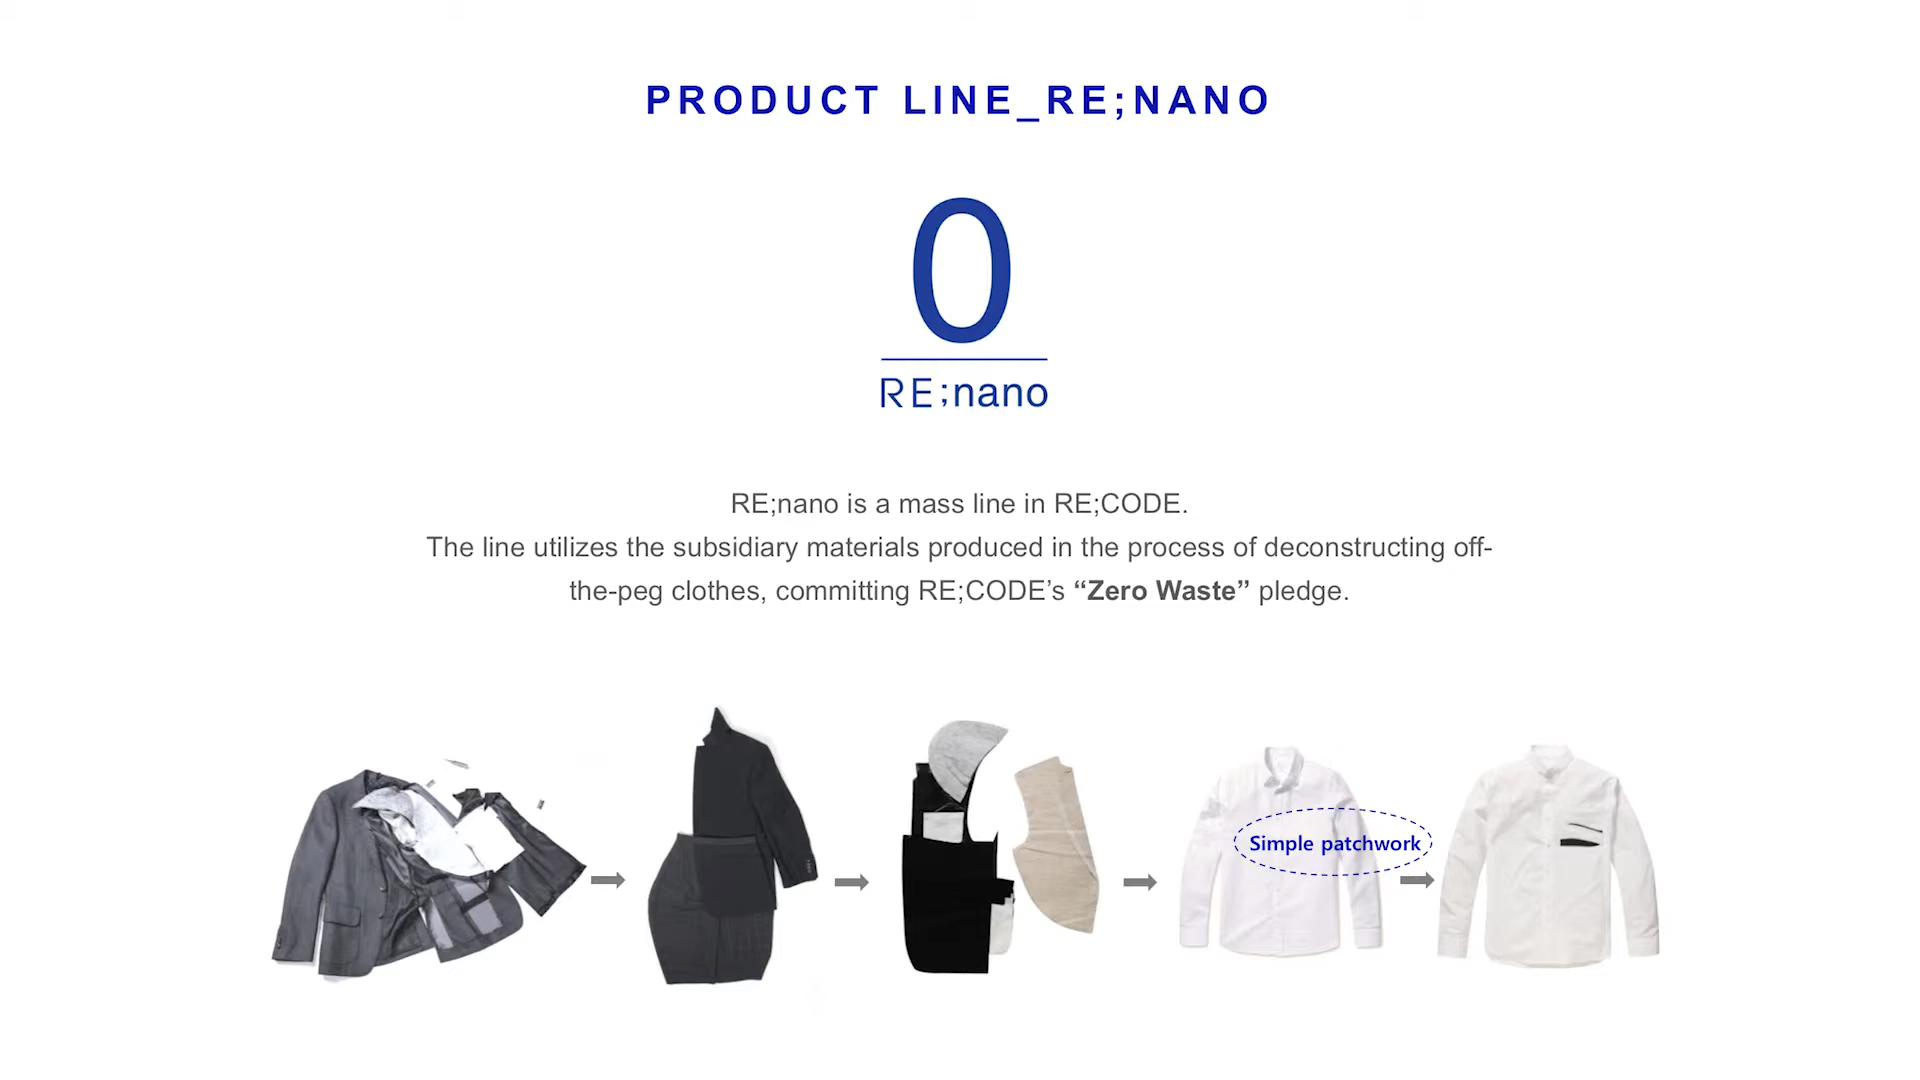 PRODUCT LINE_RE;NANO
0
RE;nano
RE;nano is a mass line in RE;CODE.
The line utilizes the subsidiary materials produced in the process of deconstructing off-
the-peg clothes, committing RE;CODE’s “Zero Waste” pledge.
Simple patchwork